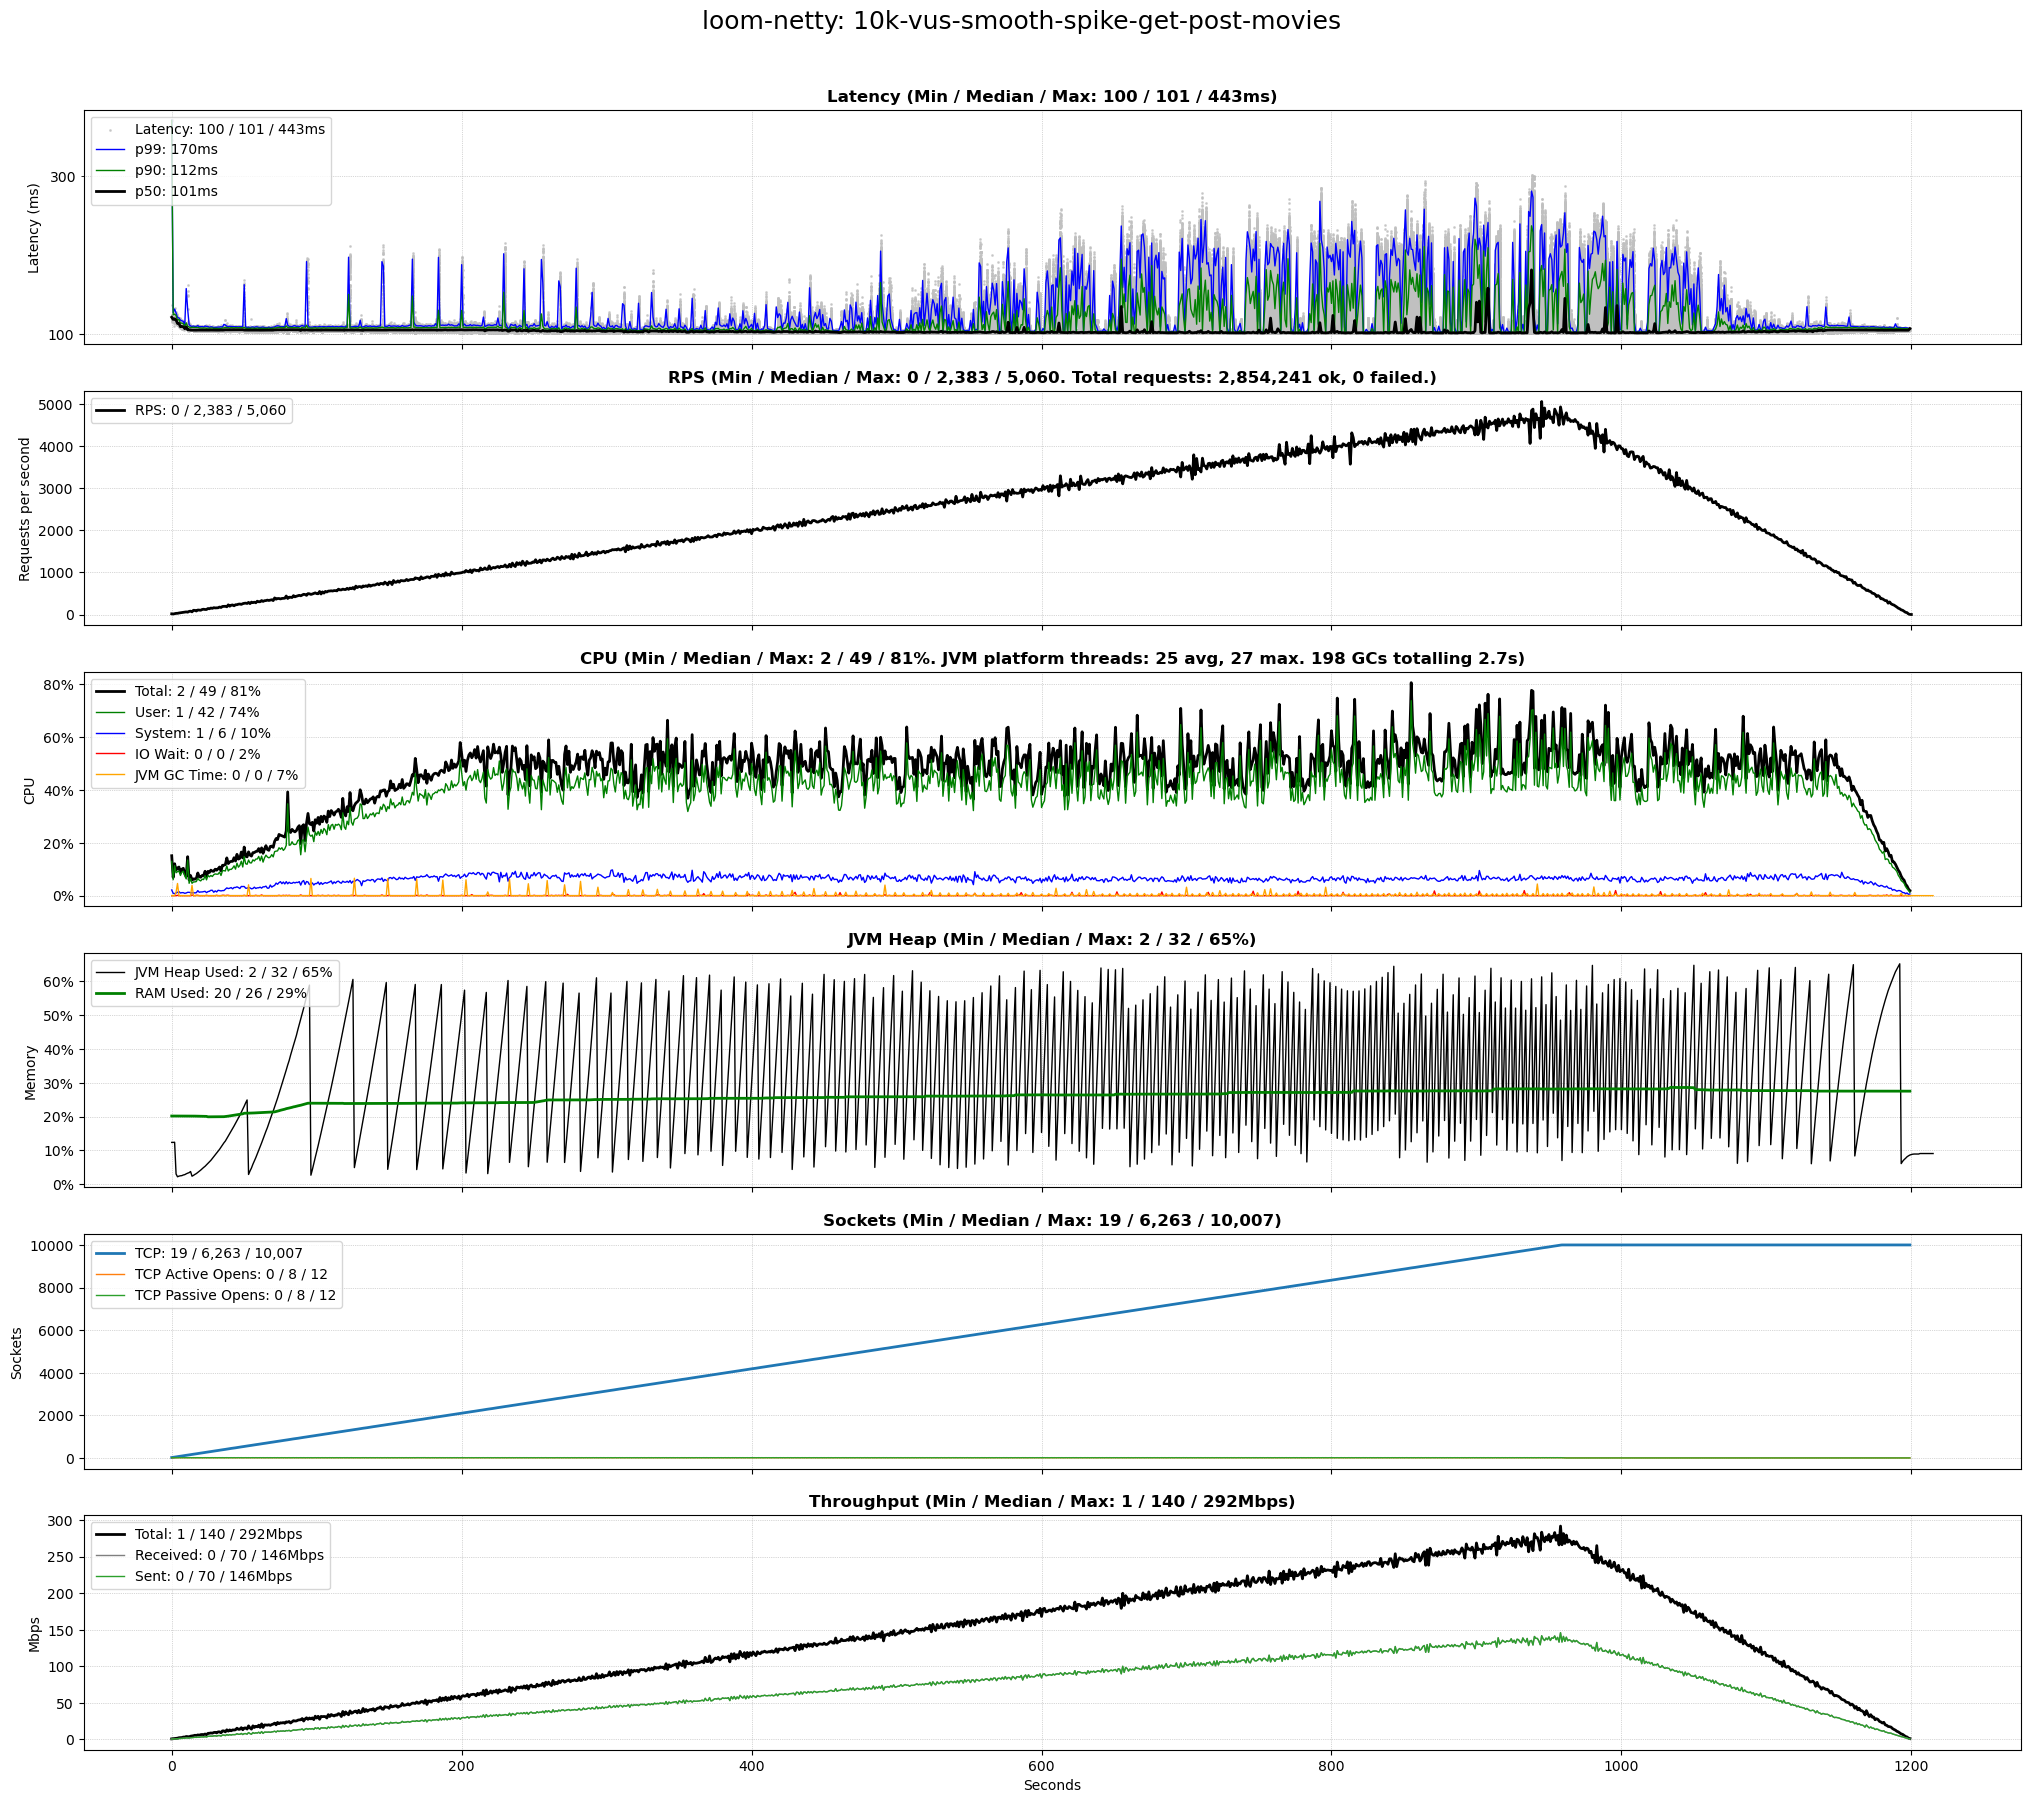 loom-netty: 10k-vus-smooth-spike-get-post-movies
Latency (Min / Median / Max: 100 / 101 / 443ms)
Latency: 100 / 101 / 443ms
p99: 170ms
p90: 112ms
p50: 101ms
300
100
Latency (ms)
RPS (Min / Median / Max: 0 / 2,383 / 5,060. Total requests: 2,854,241 ok, 0 failed.)
RPS: 0 / 2,383 / 5,060
5000
4000
3000
2000
1000
0
Requests per second
CPU (Min / Median / Max: 2 / 49 / 81%. JVM platform threads: 25 avg, 27 max. 198 GCs totalling 2.7s)
Total: 2 / 49 / 81%
User: 1 / 42 / 74%
System: 1 / 6 / 10%
IO Wait: 0 / 0 / 2%
JVM GC Time: 0 / 0 / 7%
80%
60%
40%
20%
0%
CPU
JVM Heap (Min / Median / Max: 2 / 32 / 65%)
JVM Heap Used: 2 / 32 / 65%
RAM Used: 20 / 26 / 29%
60%
50%
40%
30%
20%
10%
0%
Memory
Sockets (Min / Median / Max: 19 / 6,263 / 10,007)
TCP: 19 / 6,263 / 10,007
TCP Active Opens: 0 / 8 / 12
TCP Passive Opens: 0 / 8 / 12
10000
8000
6000
4000
2000
0
Sockets
Throughput (Min / Median / Max: 1 / 140 / 292Mbps)
Total: 1 / 140 / 292Mbps
Received: 0 / 70 / 146Mbps
Sent: 0 / 70 / 146Mbps
300
250
200
150
100
50
0
Mbps
0 200 400 600 800 1000 1200
Seconds